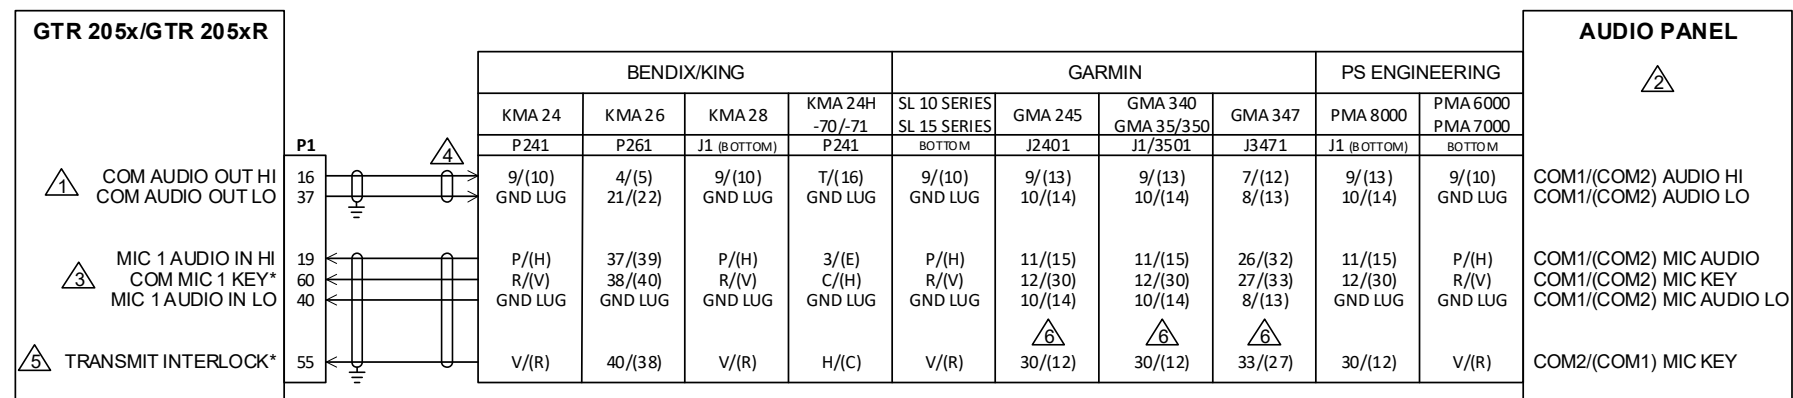 GTR 205x/GTR 205xR
AUDIO PANEL
2
BENDIX/KING GARMIN PS ENGINEERING
KMA 24 KMA 26 KMA 28 KMA 24H -70/-71 SL 10 SERIES SL 15 SERIES GMA 245 GMA 340 GMA 35/350 GMA 347 PMA 8000 PMA 6000 PMA 7000
P1 4 P241 P261 J1 (BOTTOM) P241 BOTTOM J2401 J1/3501 J3471 J1 (BOTTOM) BOTTOM
1 COM AUDIO OUT HI 16 9/(10) 4/(5) 9/(10) T/(16) 9/(10) 9/(13) 9/(13) 7/(12) 9/(13) 9/(10) COM1/(COM2) AUDIO HI
COM AUDIO OUT LO 37 GND LUG 21/(22) GND LUG GND LUG GND LUG 10/(14) 10/(14) 8/(13) 10/(14) GND LUG COM1/(COM2) AUDIO LO
MIC 1 AUDIO IN HI 19 P/(H) 37/(39) P/(H) 3/(E) P/(H) 11/(15) 11/(15) 26/(32) 11/(15) P/(H) COM1/(COM2) MIC AUDIO
3 COM MIC 1 KEY* 60 R/(V) 38/(40) R/(V) C/(H) R/(V) 12/(30) 12/(30) 27/(33) 12/(30) R/(V) COM1/(COM2) MIC KEY
MIC 1 AUDIO IN LO 40 GND LUG GND LUG GND LUG GND LUG GND LUG 10/(14) 10/(14) 8/(13) GND LUG GND LUG COM1/(COM2) MIC AUDIO LO
6 6 6
5 TRANSMIT INTERLOCK* 55 V/(R) 40/(38) V/(R) H/(C) V/(R) 30/(12) 30/(12) 33/(27) 30/(12) V/(R) COM2/(COM1) MIC KEY